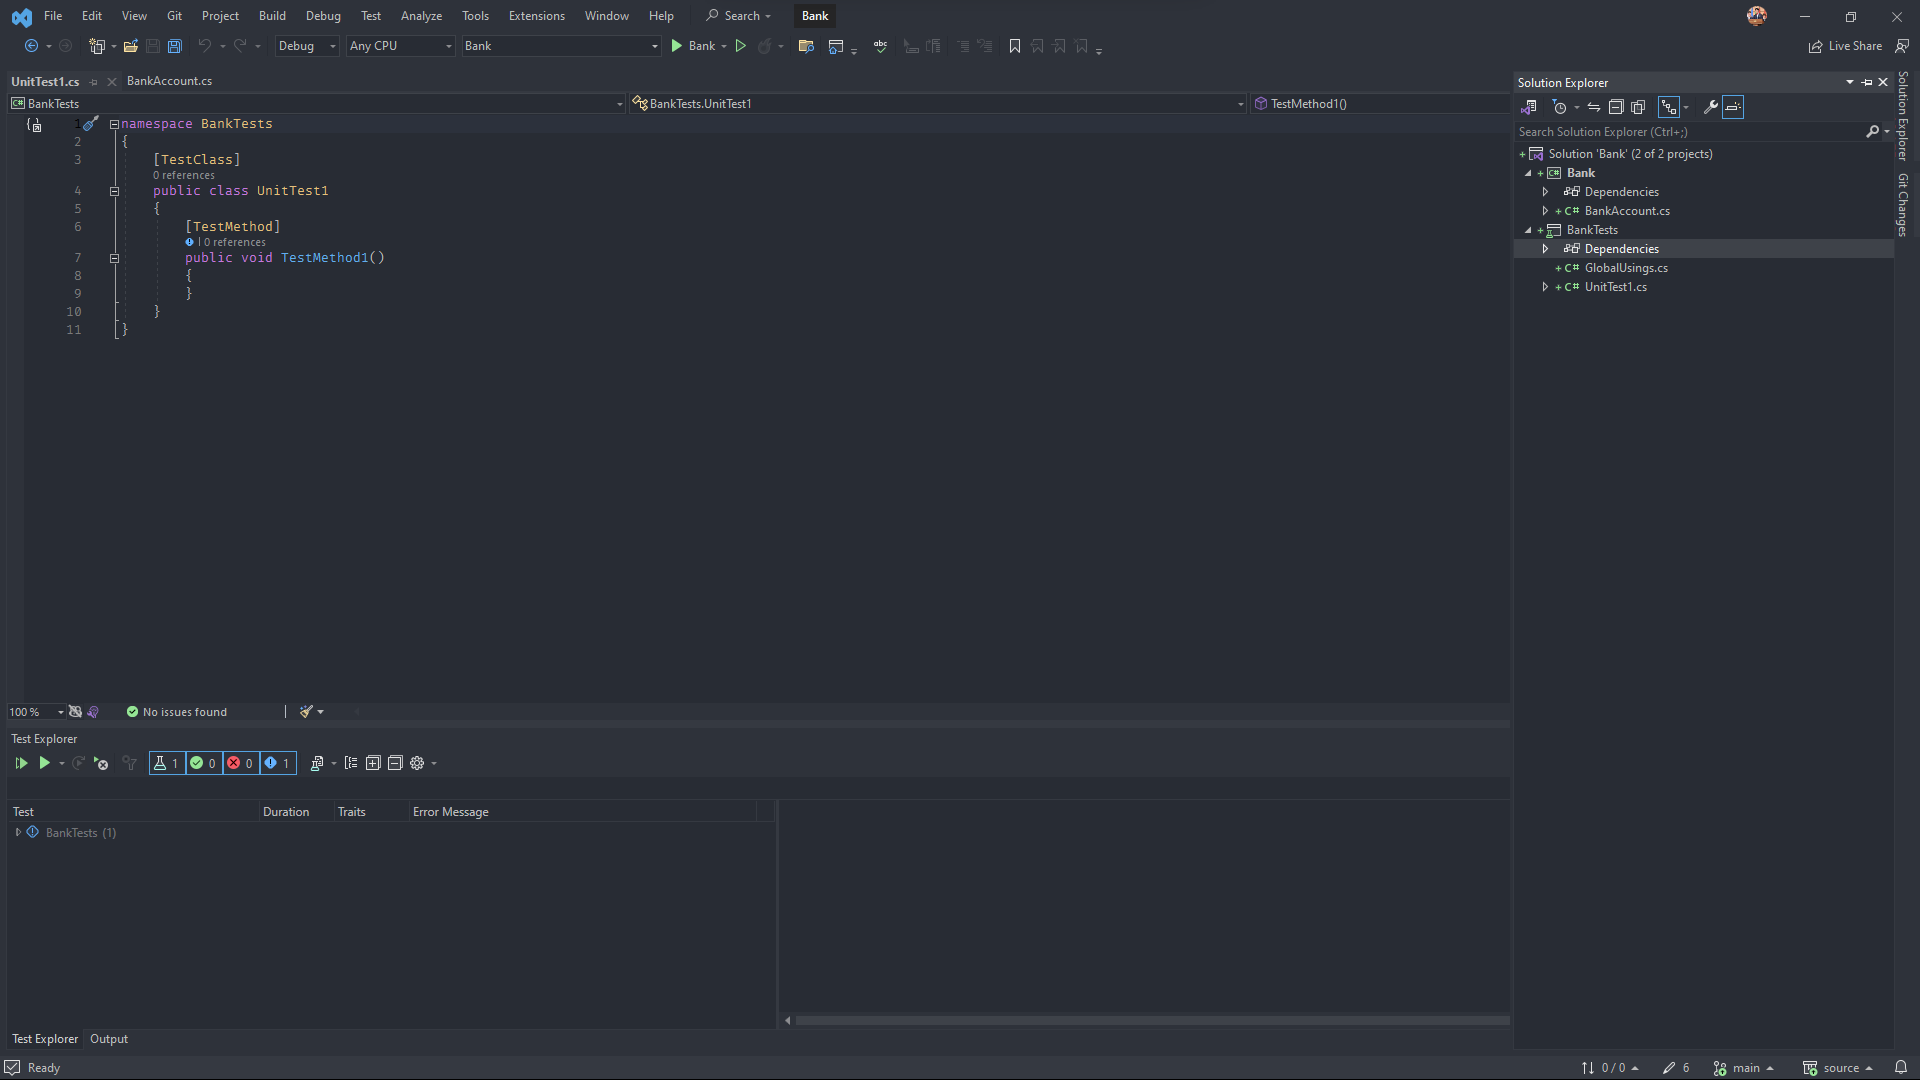 File Edit View Git Project Build Debug Test Analyze Tools Extensions Window Help Search Bank
Debug Any CPU Bank Bank Live Share
UnitTest1.cs BankAccount.cs
BankTests BankTests.UnitTest1 TestMethod1()
1 namespace BankTests
2 {
3 [TestClass]
0 references
4 public class UnitTest1
5 {
6 [TestMethod]
0 references
7 public void TestMethod1()
8 {
9 }
10 }
11 }
100 % No issues found
Test Explorer
1 0 0 1
Test Duration Traits Error Message
BankTests (1)
Test Explorer Output
Ready 0 / 0 6 main source
Solution Explorer
Search Solution Explorer (Ctrl+;)
Solution 'Bank' (2 of 2 projects)
C# Bank
Dependencies
C# BankAccount.cs
BankTests
Dependencies
C# GlobalUsings.cs
C# UnitTest1.cs
Solution Explorer
Git Changes